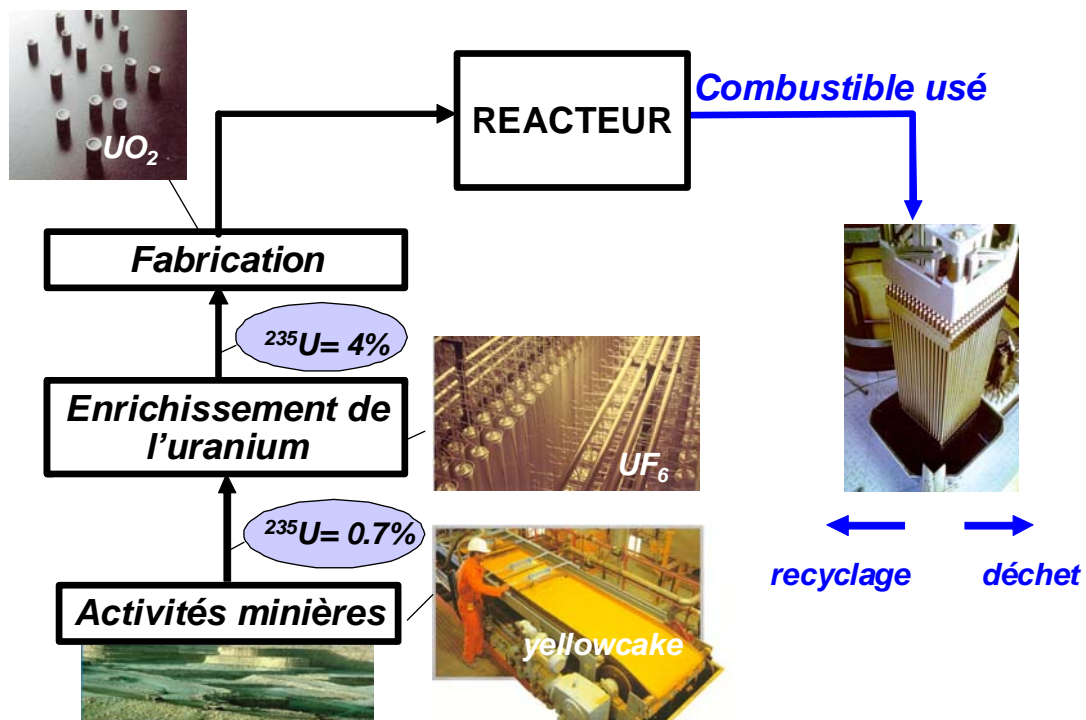 REACTEUR
Combustible usé
UO₂
Fabrication
²³⁵U= 4%
Enrichissement de
l'uranium
UF₆
²³⁵U= 0.7%
recyclage
déchet
Activités minières
yellowcake